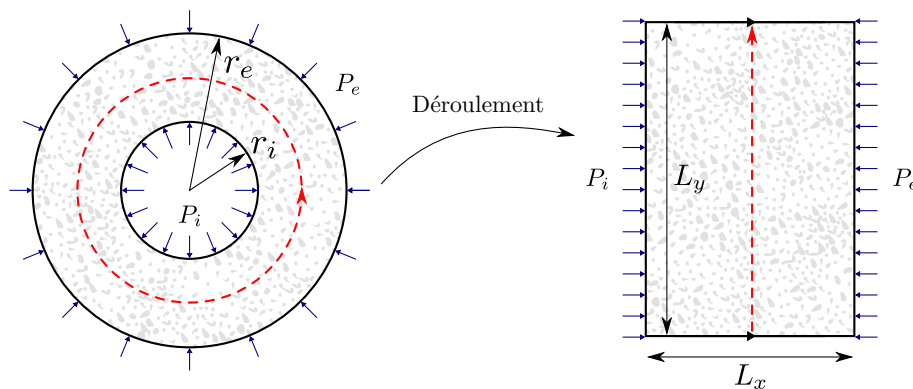 r_e
P_e
r_i
P_i
Déroulement
P_i
L_y
P_e
L_x